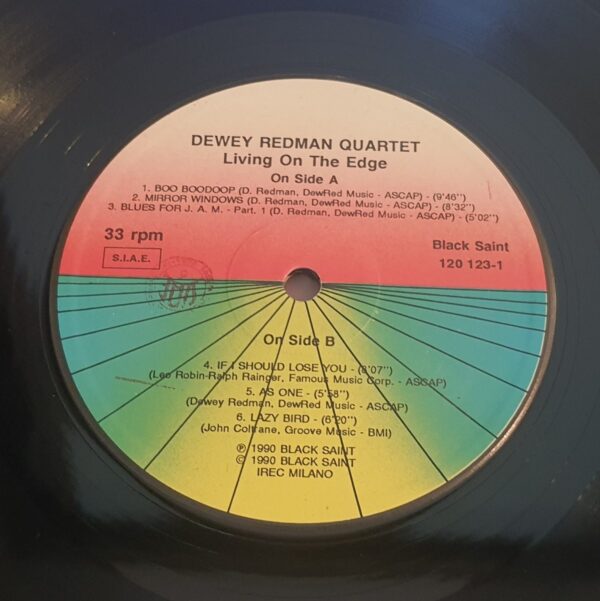 DEWEY REDMAN QUARTET
Living On The Edge
On Side A
1. BOO BOODOOP (D. Redman, DewRed Music - ASCAP) - (9'46'')
2. MIRROR WINDOWS (D. Redman, DewRed Music - ASCAP) - (8'32'')
3. BLUES FOR J. A. M. - Part. 1 (D. Redman, DewRed Music - ASCAP) - (5'02'')
33 rpm
S.I.A.E.
Black Saint
120 123-1
On Side B
4. IF I SHOULD LOSE YOU - (8'07'')
(Leo Robin-Ralph Rainger, Famous Music Corp. - ASCAP)
5. AS ONE - (5'58'')
(Dewey Redman, DewRed Music - ASCAP)
6. LAZY BIRD - (6'20'')
(John Coltrane, Groove Music - BMI)
℗ 1990 BLACK SAINT
© 1990 BLACK SAINT
IREC MILANO